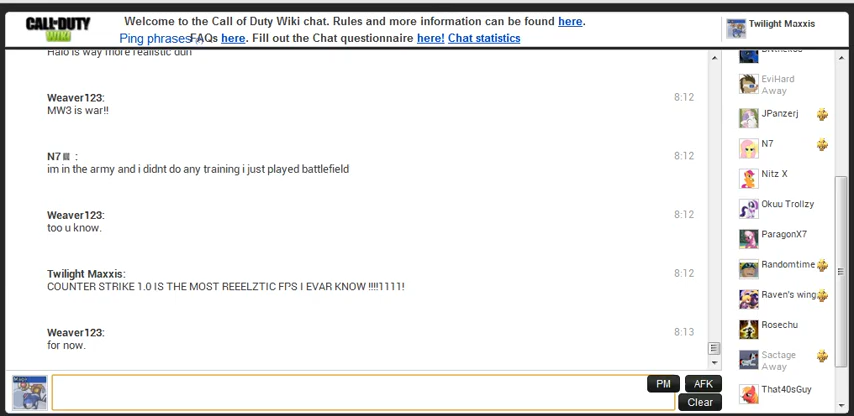 CALL·DUTY
WIKI
Welcome to the Call of Duty Wiki chat. Rules and more information can be found here.
Ping phrases
FAQs here. Fill out the Chat questionnaire here! Chat statistics
Twilight Maxxis
Halo is way more realistic duh
Weaver123: 8:12
MW3 is war!!
N7 : 8:12
im in the army and i didnt do any training i just played battlefield
Weaver123: 8:12
too u know.
Twilight Maxxis: 8:12
COUNTER STRIKE 1.0 IS THE MOST REEELZTIC FPS I EVAR KNOW !!!!1111!
Weaver123: 8:13
for now.
PM
AFK
Clear
EviHard
Away
JPanzerj
N7
Nitz X
Okuu Trollzy
ParagonX7
Randomtime
Raven's wing
Rosechu
Sactage
Away
That40sGuy